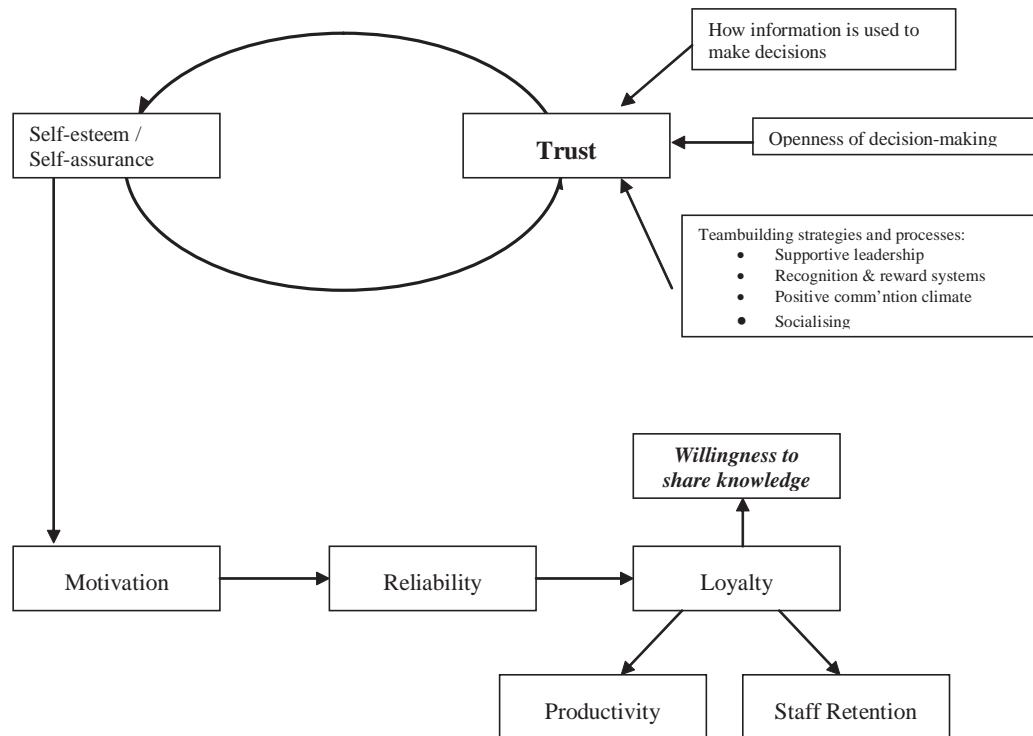 How information is used to
make decisions
Self-esteem /
Self-assurance
Trust
Openness of decision-making
Teambuilding strategies and processes:
• Supportive leadership
• Recognition & reward systems
• Positive comm’ntion climate
• Socialising
Willingness to
share knowledge
Motivation
Reliability
Loyalty
Productivity
Staff Retention